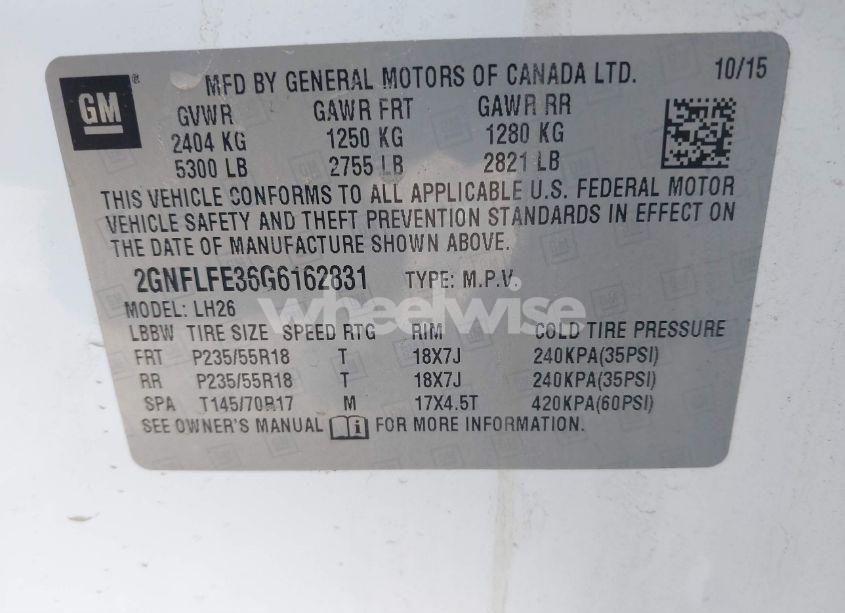 GM ®
MFD BY GENERAL MOTORS OF CANADA LTD. 10/15
GVWR GAWR FRT GAWR RR
2404 KG 1250 KG 1280 KG
5300 LB 2755 LB 2821 LB
THIS VEHICLE CONFORMS TO ALL APPLICABLE U.S. FEDERAL MOTOR
VEHICLE SAFETY AND THEFT PREVENTION STANDARDS IN EFFECT ON
THE DATE OF MANUFACTURE SHOWN ABOVE.
2GNFLFE36G6162831 TYPE: M.P.V.
wheelwise
MODEL: LH26
LBBW TIRE SIZE SPEED RTG RIM COLD TIRE PRESSURE
FRT P235/55R18 T 18X7J 240KPA(35PSI)
RR P235/55R18 T 18X7J 240KPA(35PSI)
SPA T145/70R17 M 17X4.5T 420KPA(60PSI)
SEE OWNER'S MANUAL i FOR MORE INFORMATION.